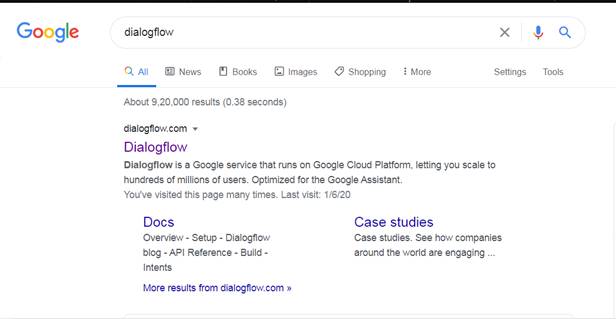 Google
dialogflow
All News Books Images Shopping More Settings Tools
About 9,20,000 results (0.38 seconds)
dialogflow.com
Dialogflow
Dialogflow is a Google service that runs on Google Cloud Platform, letting you scale to
hundreds of millions of users. Optimized for the Google Assistant.
You've visited this page many times. Last visit: 1/6/20
Docs
Overview - Setup - Dialogflow
blog - API Reference - Build -
Intents
Case studies
Case studies. See how companies
around the world are engaging ...
More results from dialogflow.com »